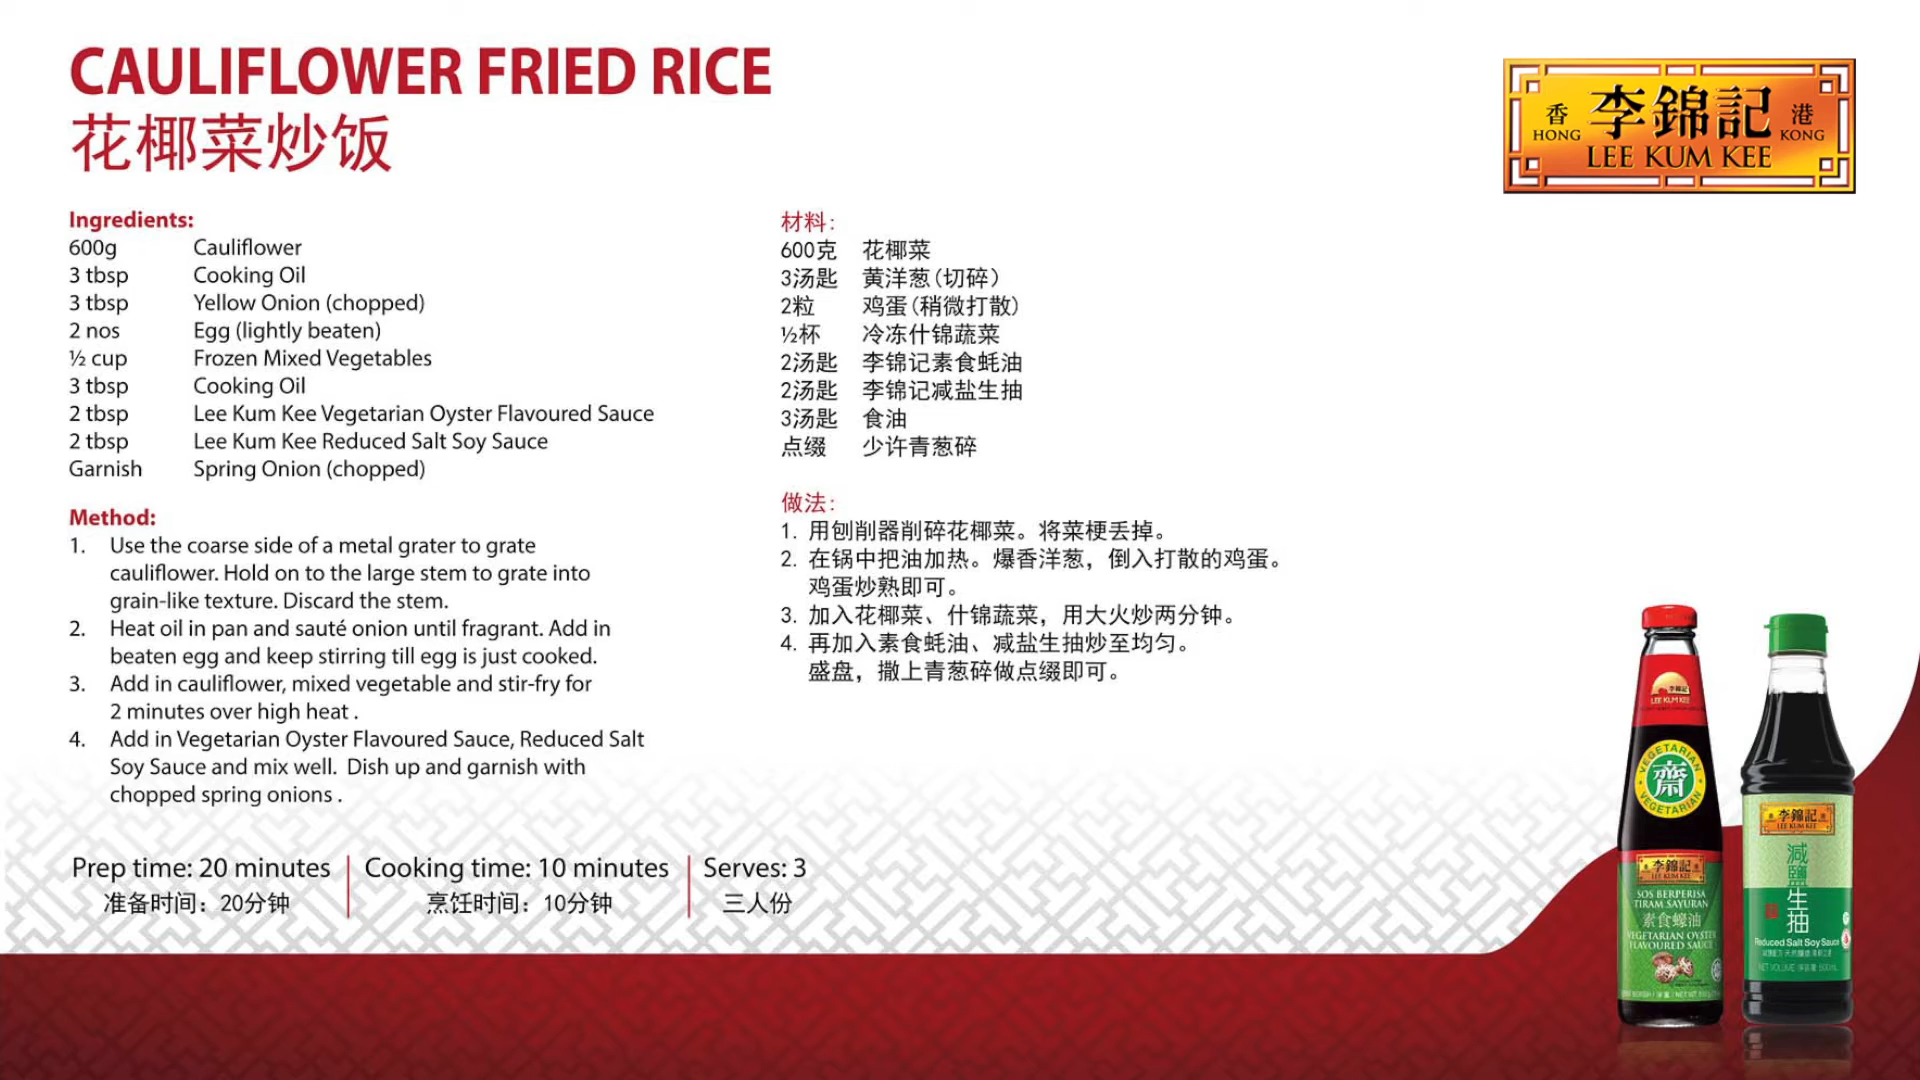 CAULIFLOWER FRIED RICE
花椰菜炒饭
香 李錦記 港
HONG KONG
LEE KUM KEE
Ingredients:
600g Cauliflower
3 tbsp Cooking Oil
3 tbsp Yellow Onion (chopped)
2 nos Egg (lightly beaten)
½ cup Frozen Mixed Vegetables
3 tbsp Cooking Oil
2 tbsp Lee Kum Kee Vegetarian Oyster Flavoured Sauce
2 tbsp Lee Kum Kee Reduced Salt Soy Sauce
Garnish Spring Onion (chopped)
Method:
1. Use the coarse side of a metal grater to grate
cauliflower. Hold on to the large stem to grate into
grain-like texture. Discard the stem.
2. Heat oil in pan and sauté onion until fragrant. Add in
beaten egg and keep stirring till egg is just cooked.
3. Add in cauliflower, mixed vegetable and stir-fry for
2 minutes over high heat .
4. Add in Vegetarian Oyster Flavoured Sauce, Reduced Salt
Soy Sauce and mix well. Dish up and garnish with
chopped spring onions .
材料：
600克 花椰菜
3汤匙 黄洋葱(切碎)
2粒 鸡蛋(稍微打散)
½杯 冷冻什锦蔬菜
2汤匙 李锦记素食蚝油
2汤匙 李锦记减盐生抽
3汤匙 食油
点缀 少许青葱碎
做法：
1. 用刨削器削碎花椰菜。将菜梗丢掉。
2. 在锅中把油加热。爆香洋葱，倒入打散的鸡蛋。
鸡蛋炒熟即可。
3. 加入花椰菜、什锦蔬菜，用大火炒两分钟。
4. 再加入素食蚝油、减盐生抽炒至均匀。
盛盘，撒上青葱碎做点缀即可。
Prep time: 20 minutes
准备时间：20分钟
Cooking time: 10 minutes
烹饪时间：10分钟
Serves: 3
三人份
李錦記
LEE KUM KEE
VEGETARIAN
齋
VEGETARIAN
李錦記
LEE KUM KEE
SOS BERPERISA
TIRAM SAYURAN
素食蠔油
VEGETARIAN OYSTER
FLAVOURED SAUCE
李錦記
LEE KUM KEE
減鹽生抽
Reduced Salt Soy Sauce